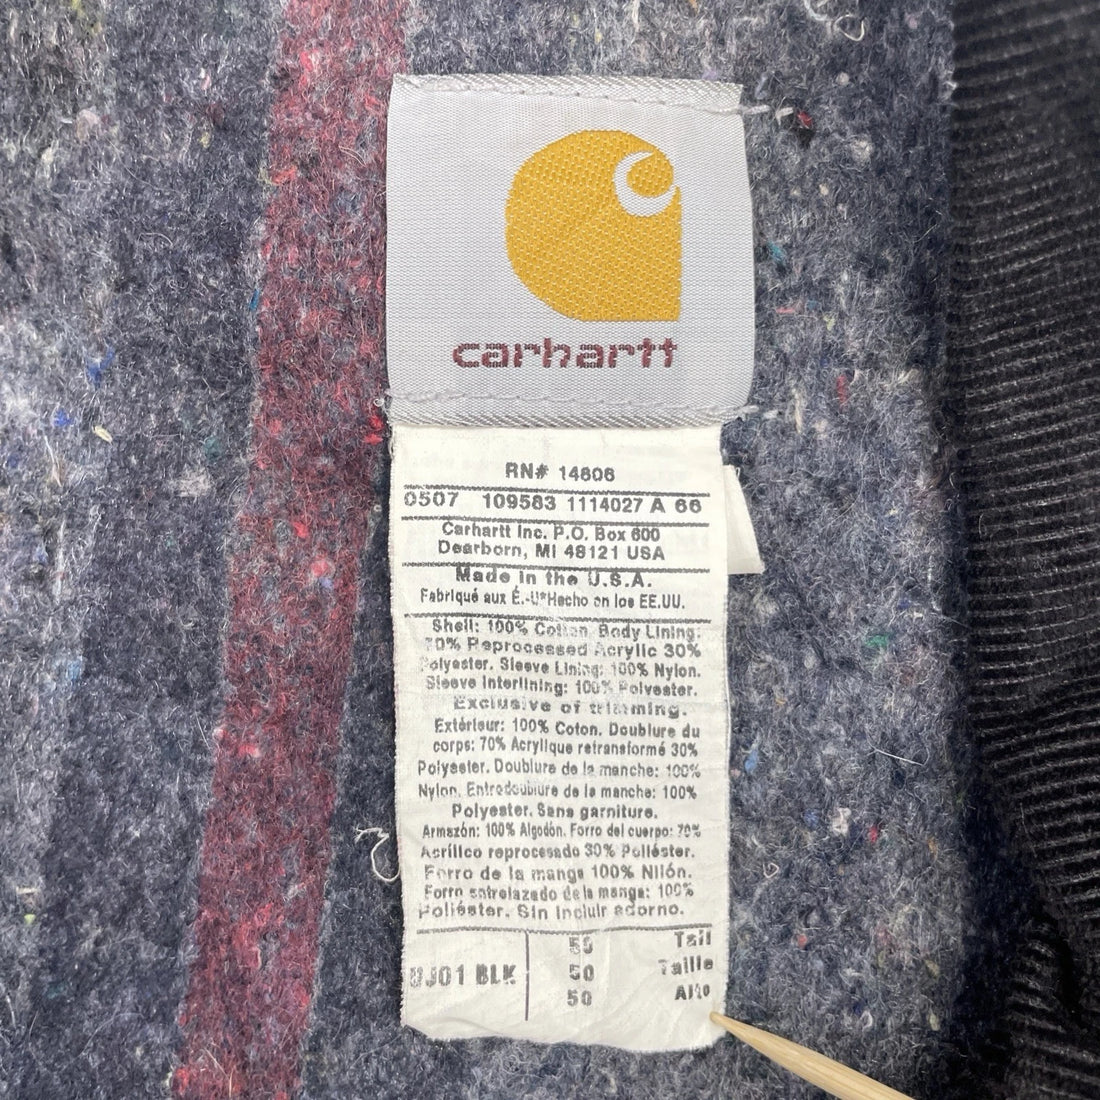 carhartt
RN# 14806
0507 109583 1114027 A 66
Carhartt Inc. P.O. Box 600
Dearborn, MI 48121 USA
Made in the U.S.A.
Fabriqué aux É.-U*Hecho en los EE.UU.
Shell: 100% Cotton. Body Lining:
70% Reprocessed Acrylic 30%
Polyester. Sleeve Lining: 100% Nylon.
Sleeve Interlining: 100% Polyester.
Exclusive of trimming.
Extérieur: 100% Coton. Doublure du
corps: 70% Acrylique retransformé 30%
Polyester. Doublure de la manche: 100%
Nylon. Entredoublure de la manche: 100%
Polyester. Sans garniture.
Armazón: 100% Algodón. Forro del cuerpo: 70%
Acrílico reprocesado 30% Poliéster.
Forro de la manga 100% Nilón.
Forro entrelazado de la manga: 100%
Poliéster. Sin incluir adorno.
50 Tall
BLK 50 Taille
50 Alto